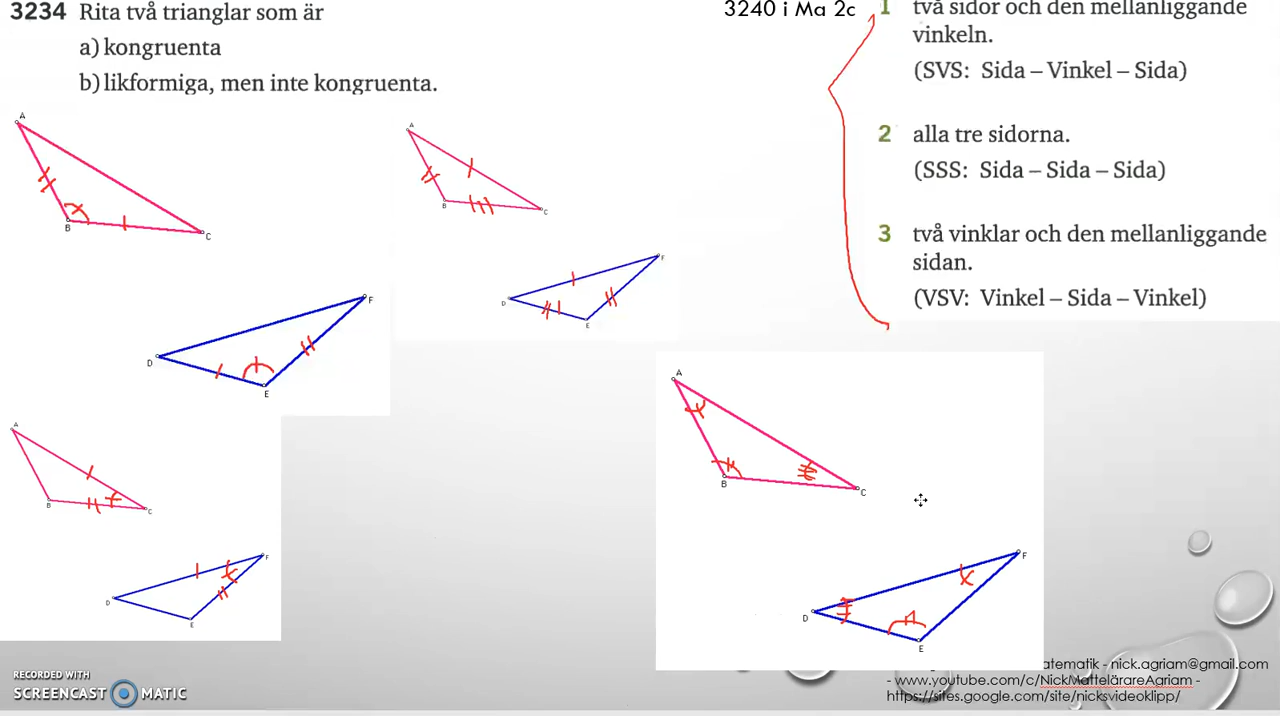 3234 Rita två trianglar som är
a) kongruenta
b) likformiga, men inte kongruenta.
3240 i Ma 2c
1 två sidor och den mellanliggande
vinkeln.
(SVS: Sida – Vinkel – Sida)
2 alla tre sidorna.
(SSS: Sida – Sida – Sida)
3 två vinklar och den mellanliggande
sidan.
(VSV: Vinkel – Sida – Vinkel)
A
B
C
D
E
F
A
B
C
D
E
F
A
B
C
D
E
F
A
B
C
D
E
F
atematik - nick.agriam@gmail.com
- www.youtube.com/c/NickMattelärareAgriam -
https://sites.google.com/site/nicksvideoklipp/
RECORDED WITH
SCREENCAST MATIC